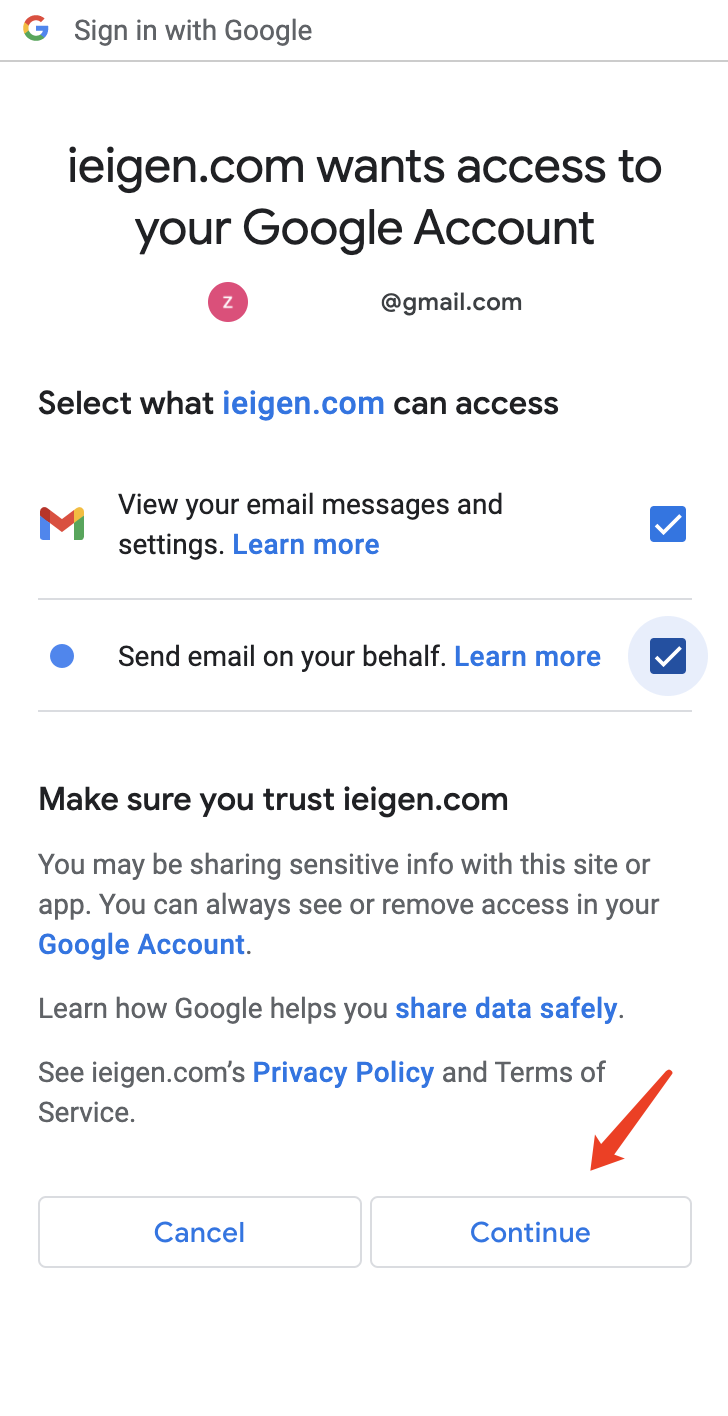 Sign in with Google
ieigen.com wants access to
your Google Account
z
@gmail.com
Select what ieigen.com can access
View your email messages and
settings. Learn more
Send email on your behalf. Learn more
Make sure you trust ieigen.com
You may be sharing sensitive info with this site or
app. You can always see or remove access in your
Google Account.
Learn how Google helps you share data safely.
See ieigen.com’s Privacy Policy and Terms of
Service.
Cancel
Continue